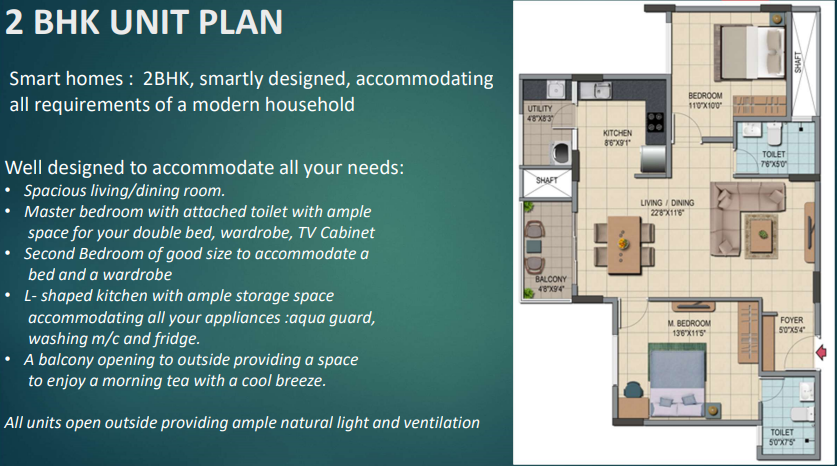 2 BHK UNIT PLAN
Smart homes : 2BHK, smartly designed, accommodating
all requirements of a modern household
Well designed to accommodate all your needs:
• Spacious living/dining room.
• Master bedroom with attached toilet with ample
space for your double bed, wardrobe, TV Cabinet
• Second Bedroom of good size to accommodate a
bed and a wardrobe
• L- shaped kitchen with ample storage space
accommodating all your appliances :aqua guard,
washing m/c and fridge.
• A balcony opening to outside providing a space
to enjoy a morning tea with a cool breeze.
All units open outside providing ample natural light and ventilation
SHAFT
BEDROOM
11'0"X10'0"
UTILITY
4'8"X8'3"
KITCHEN
8'6"X9'1"
TOILET
7'6"X5'0"
SHAFT
LIVING / DINING
22'8"X11'6"
BALCONY
4'8"X9'4"
M. BEDROOM
13'6"X11'5"
FOYER
5'0"X5'4"
TOILET
5'0"X7'5"